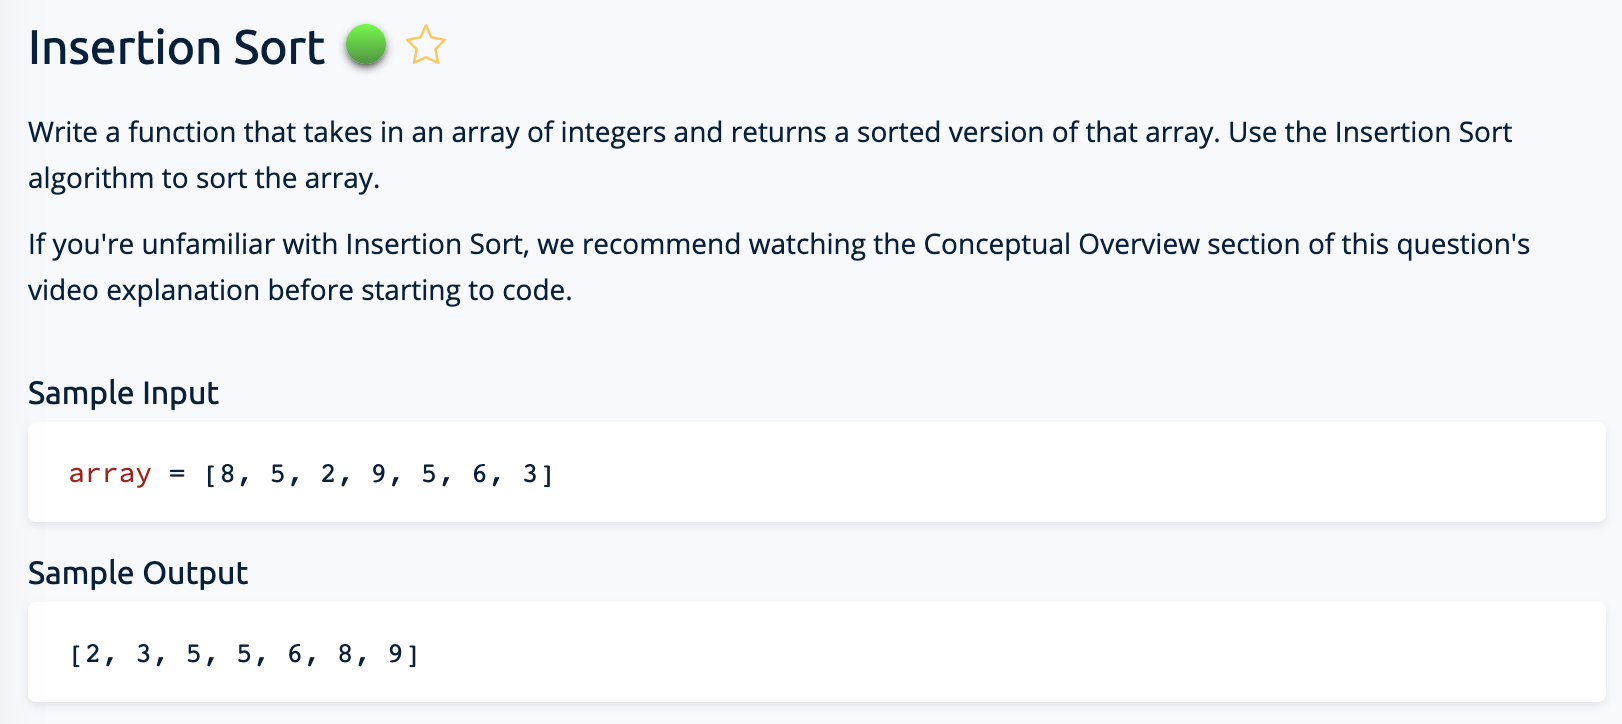 Insertion Sort
Write a function that takes in an array of integers and returns a sorted version of that array. Use the Insertion Sort
algorithm to sort the array.
If you're unfamiliar with Insertion Sort, we recommend watching the Conceptual Overview section of this question's
video explanation before starting to code.
Sample Input
array = [8, 5, 2, 9, 5, 6, 3]
Sample Output
[2, 3, 5, 5, 6, 8, 9]